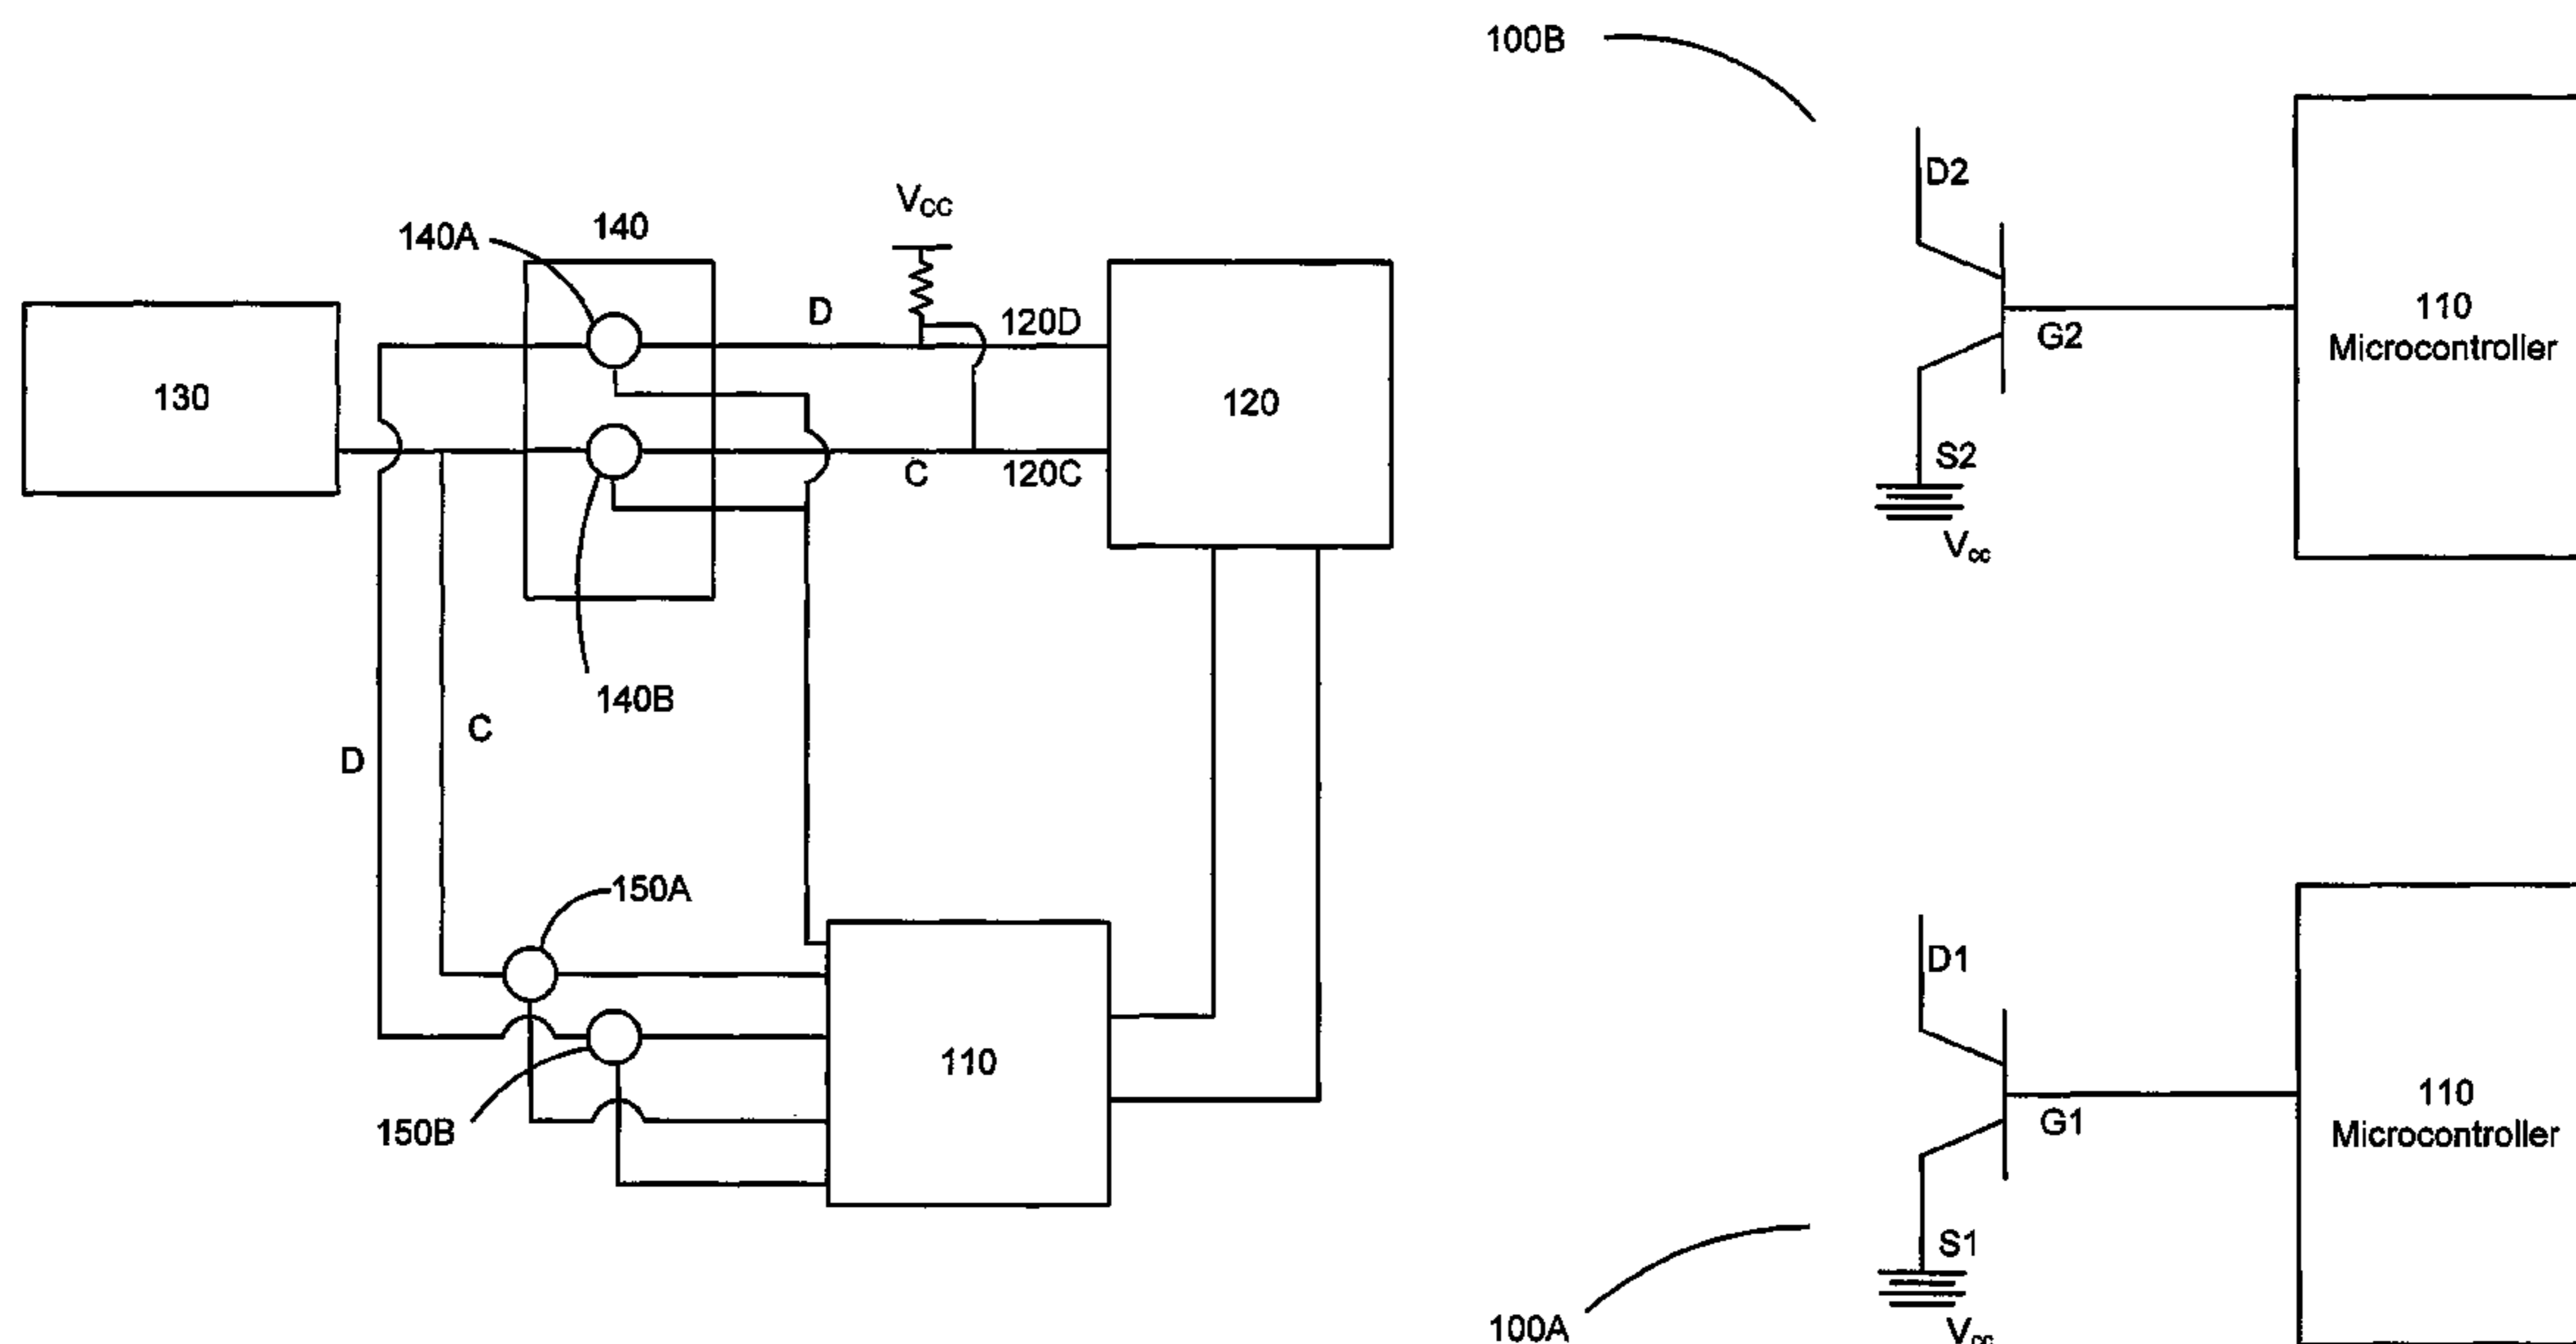 100B
D2
G2
110
Microcontroller
S2
Vcc
VCC
140A
140
D
120D
130
120
C
120C
140B
C
D
150A
110
150B
D1
G1
110
Microcontroller
S1
Vcc
100A